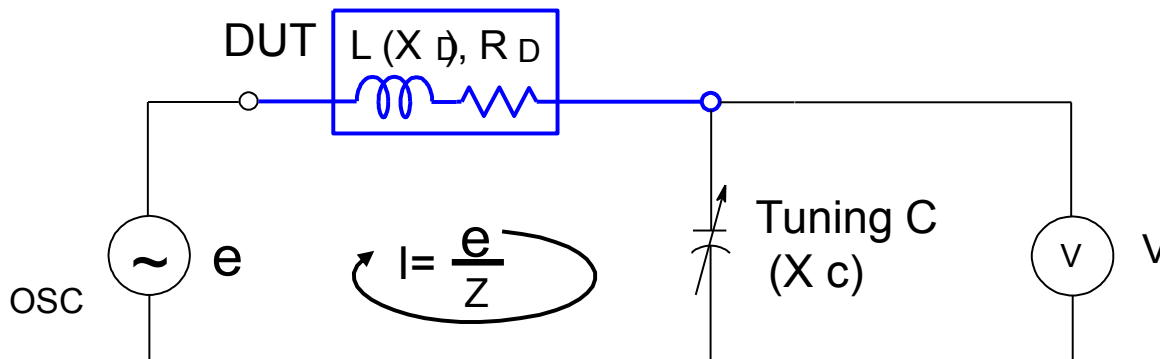 DUT
L (X D), R D
~
e
I= e
Z
OSC
Tuning C
(X c)
V
V